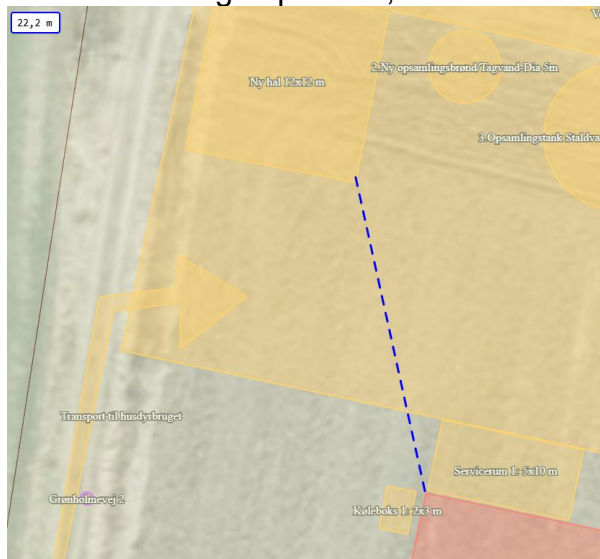 22,2 m
Ny hal 12x12 m
2.Ny opsamlingsbrønd/Tagvand-Dia 5m
3.Opsamlingstank Staldva
Transport til husdyrbruget
Servicerum 1: 5x10 m
Grønholmevej 2
Køleboks 1: 2x3 m